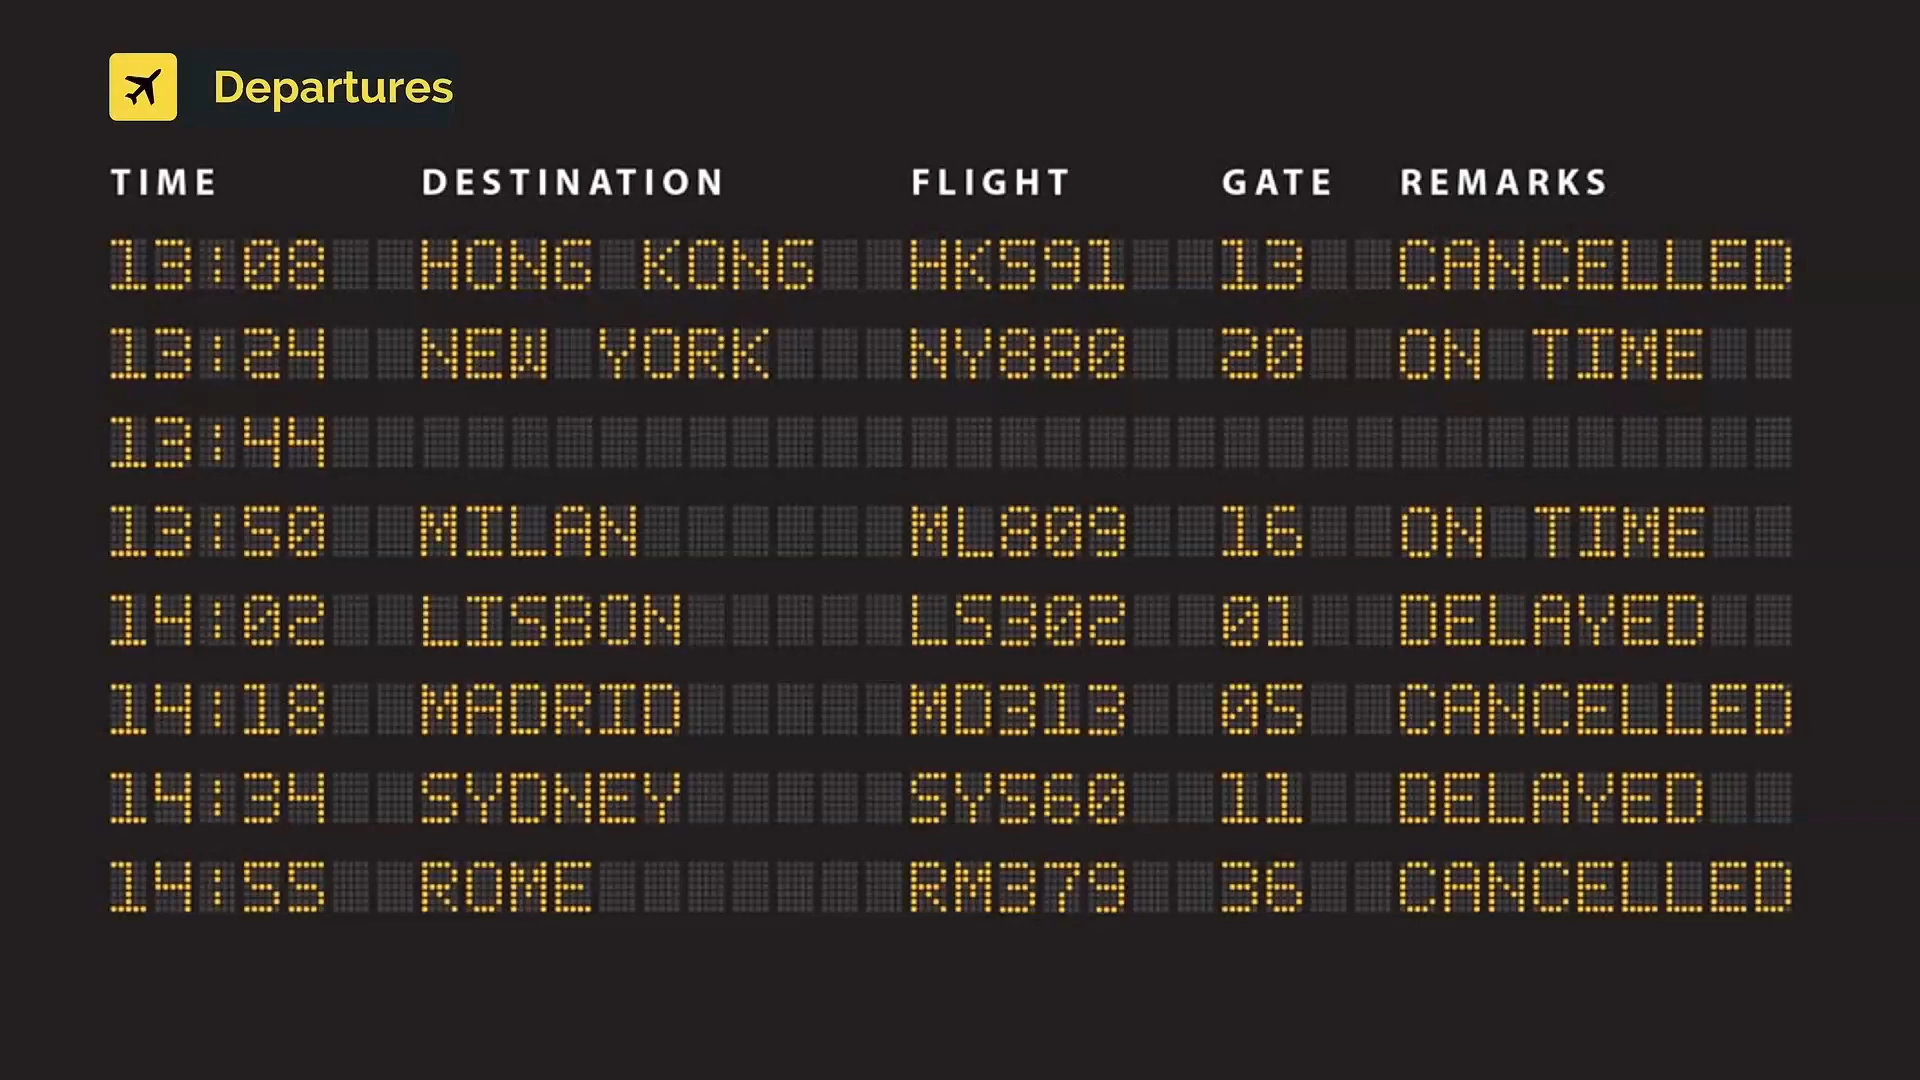 Departures
TIME DESTINATION FLIGHT GATE REMARKS
13:08 HONG KONG HK591 13 CANCELLED
13:24 NEW YORK NY880 20 ON TIME
13:44
13:50 MILAN ML809 16 ON TIME
14:02 LISBON LS302 01 DELAYED
14:18 MADRID MD313 05 CANCELLED
14:34 SYDNEY SY560 11 DELAYED
14:55 ROME RM379 36 CANCELLED